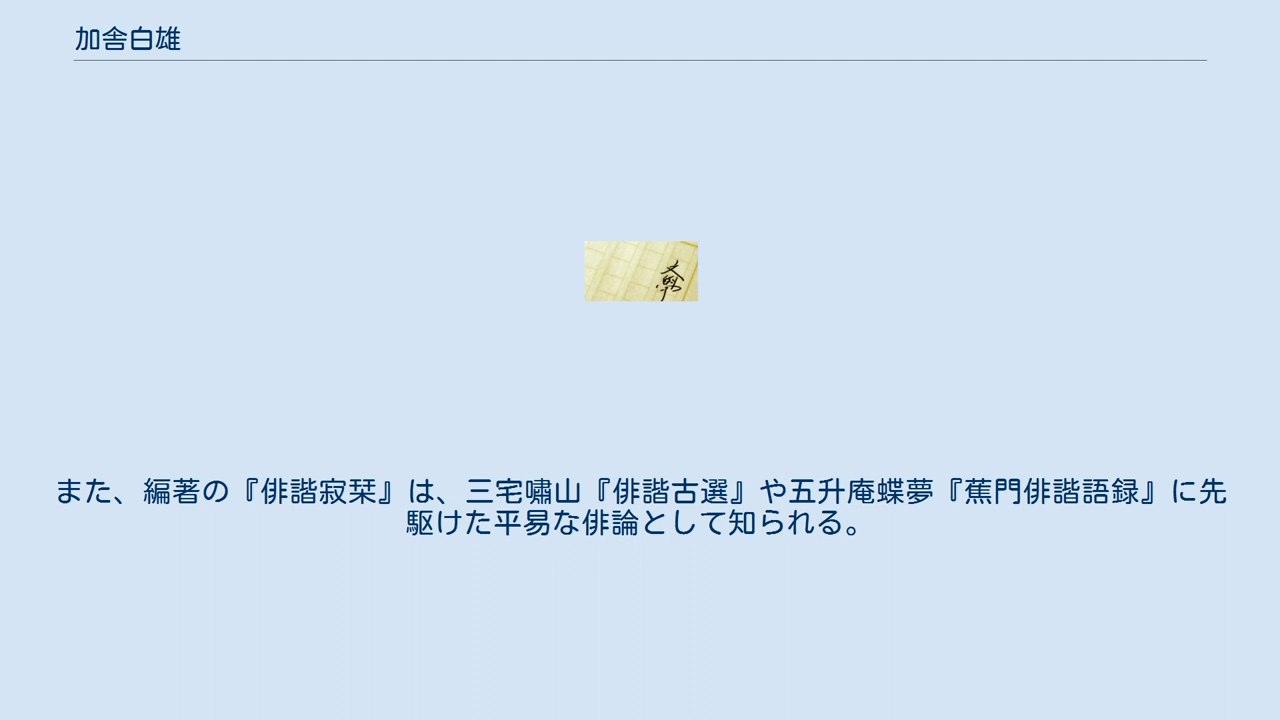 加舎白雄
また、編著の『俳諧寂栞』は、三宅嘯山『俳諧古選』や五升庵蝶夢『蕉門俳諧語録』に先
駆けた平易な俳論として知られる。